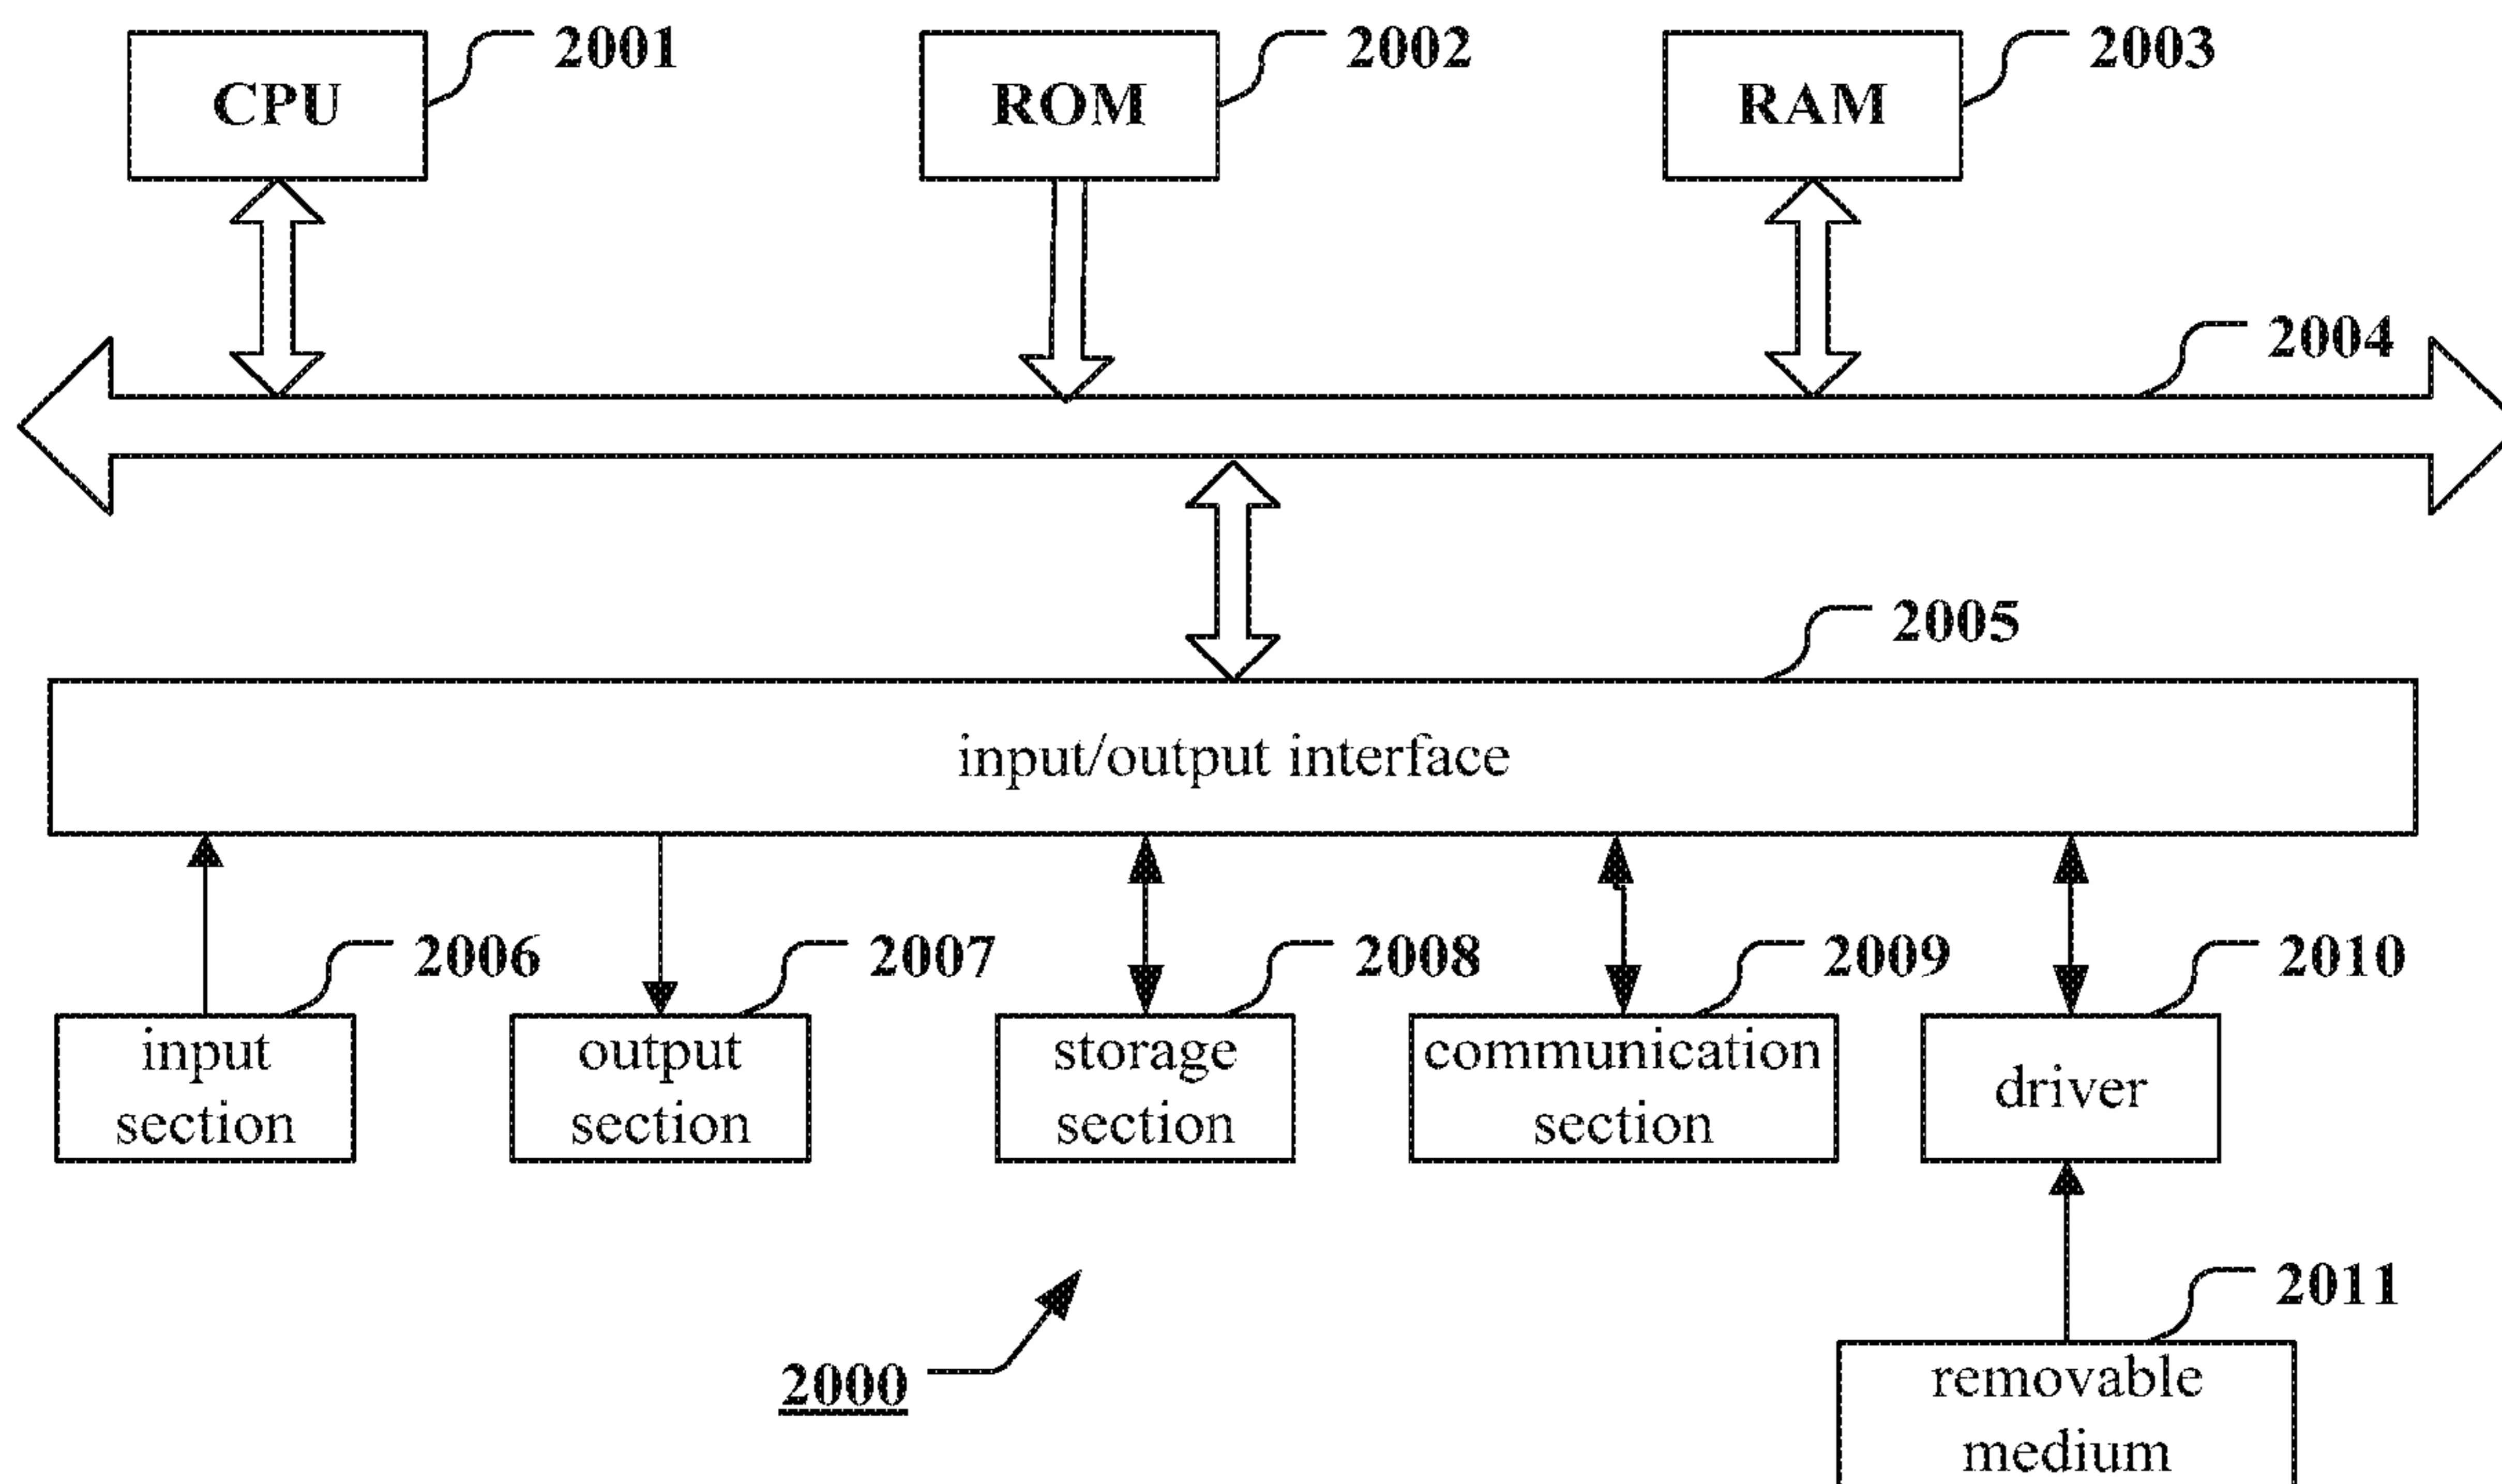 CPU
2001
ROM
2002
RAM
2003
2004
2005
input/output interface
2006
2007
2008
2009
2010
input
section
output
section
storage
section
communication
section
driver
2011
2000
removable
medium